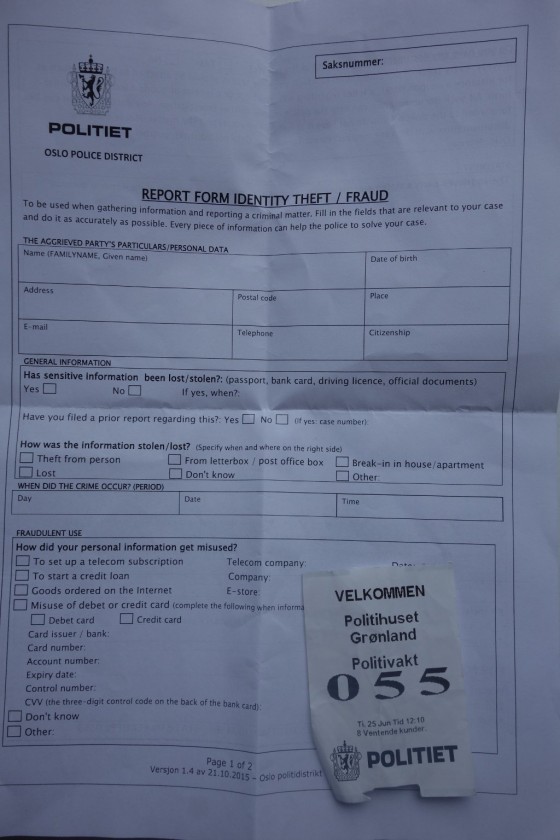 Saksnummer:
POLITIET
OSLO POLICE DISTRICT
REPORT FORM IDENTITY THEFT / FRAUD
To be used when gathering information and reporting a criminal matter. Fill in the fields that are relevant to your case
and do it as accurately as possible. Every piece of information can help the police to solve your case.
THE AGGRIEVED PARTY'S PARTICULARS/PERSONAL DATA
Name (FAMILYNAME, Given name)
Date of birth
Address
Postal code
Place
E-mail
Telephone
Citizenship
GENERAL INFORMATION
Has sensitive information been lost/stolen?: (passport, bank card, driving licence, official documents)
Yes No If yes, when?:
Have you filed a prior report regarding this?: Yes No (If yes: case number):
How was the information stolen/lost? (Specify when and where on the right side)
Theft from person From letterbox / post office box Break-in in house/apartment
Lost Don't know Other:
WHEN DID THE CRIME OCCUR? (PERIOD)
Day Date Time
FRAUDULENT USE
How did your personal information get misused?
To set up a telecom subscription Telecom company:
To start a credit loan Company:
Goods ordered on the Internet E-store:
Misuse of debet or credit card (complete the following when informa
Debet card Credit card
Card issuer / bank:
Card number:
Account number:
Expiry date:
Control number:
CVV (the three-digit control code on the back of the bank card):
Don't know
Other:
Page 1 of 2
Versjon 1.4 av 21.10.2015 - Oslo politidistrikt
VELKOMMEN
Politihuset
Grønland
Politivakt
055
Ti. 25 Jun Tid 12:10
8 Ventende kunder
POLITIET